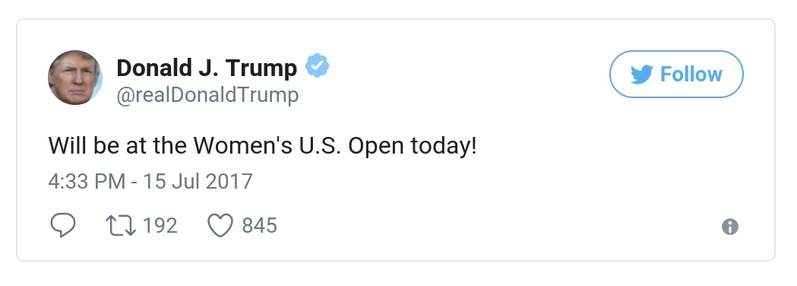 Donald J. Trump
@realDonaldTrump
Follow
Will be at the Women's U.S. Open today!
4:33 PM - 15 Jul 2017
192 845